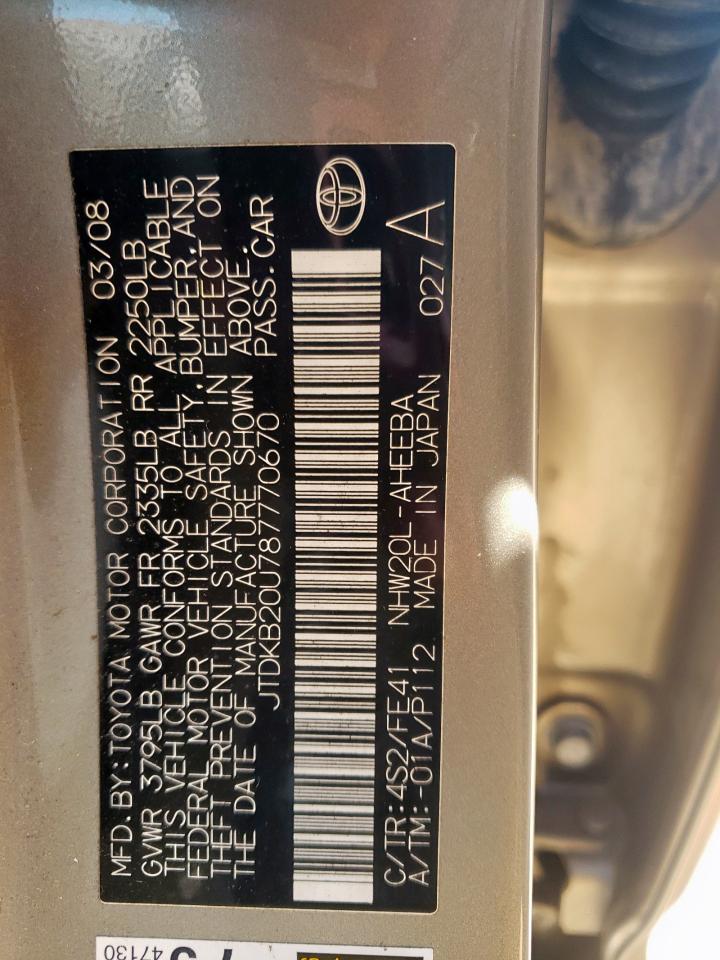 MFD. BY: TOYOTA MOTOR CORPORATION 03/08
GVWR 3795LB GAWR FR 2335LB RR 2250LB
THIS VEHICLE CONFORMS TO ALL APPLICABLE
FEDERAL MOTOR VEHICLE SAFETY, BUMPER, AND
THEFT PREVENTION STANDARDS IN EFFECT ON
THE DATE OF MANUFACTURE SHOWN ABOVE.
JTDKB20U787770670 PASS. CAR
C/TR: 4S2/FE41 NHW20L-AHEEBA 027 A
A/TM: -01A/P112 MADE IN JAPAN
47130